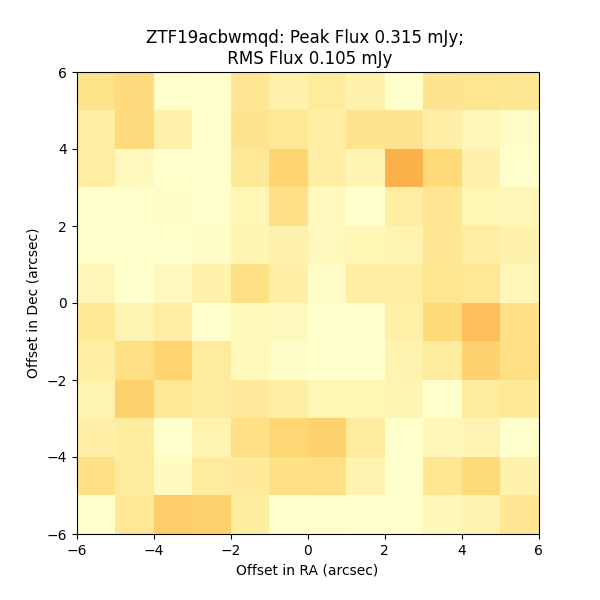 ZTF19acbwmqd: Peak Flux 0.315 mJy;
RMS Flux 0.105 mJy
6
4
2
0
−2
−4
−6
Offset in Dec (arcsec)
−6 −4 −2 0 2 4 6
Offset in RA (arcsec)